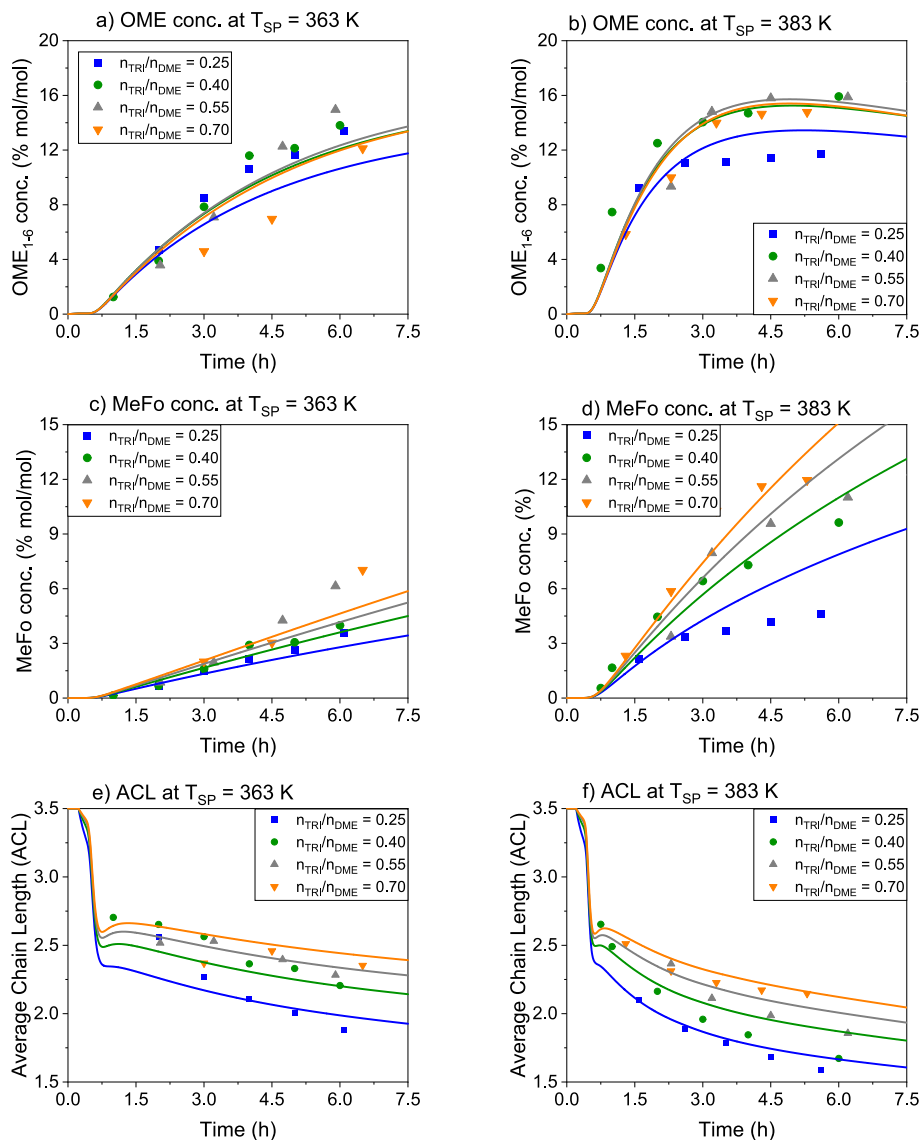 a) OME conc. at T_SP = 363 K
OME_1-6 conc. (% mol/mol)
20
16
12
8
4
0
n_TRI/n_DME = 0.25
n_TRI/n_DME = 0.40
n_TRI/n_DME = 0.55
n_TRI/n_DME = 0.70
0.0 1.5 3.0 4.5 6.0 7.5
Time (h)
b) OME conc. at T_SP = 383 K
OME_1-6 conc. (% mol/mol)
20
16
12
8
4
0
n_TRI/n_DME = 0.25
n_TRI/n_DME = 0.40
n_TRI/n_DME = 0.55
n_TRI/n_DME = 0.70
0.0 1.5 3.0 4.5 6.0 7.5
Time (h)
c) MeFo conc. at T_SP = 363 K
MeFo conc. (% mol/mol)
15
12
9
6
3
0
n_TRI/n_DME = 0.25
n_TRI/n_DME = 0.40
n_TRI/n_DME = 0.55
n_TRI/n_DME = 0.70
0.0 1.5 3.0 4.5 6.0 7.5
Time (h)
d) MeFo conc. at T_SP = 383 K
MeFo conc. (%)
15
12
9
6
3
0
n_TRI/n_DME = 0.25
n_TRI/n_DME = 0.40
n_TRI/n_DME = 0.55
n_TRI/n_DME = 0.70
0.0 1.5 3.0 4.5 6.0 7.5
Time (h)
e) ACL at T_SP = 363 K
Average Chain Length (ACL)
3.5
3.0
2.5
2.0
1.5
n_TRI/n_DME = 0.25
n_TRI/n_DME = 0.40
n_TRI/n_DME = 0.55
n_TRI/n_DME = 0.70
0.0 1.5 3.0 4.5 6.0 7.5
Time (h)
f) ACL at T_SP = 383 K
Average Chain Length (ACL)
3.5
3.0
2.5
2.0
1.5
n_TRI/n_DME = 0.25
n_TRI/n_DME = 0.40
n_TRI/n_DME = 0.55
n_TRI/n_DME = 0.70
0.0 1.5 3.0 4.5 6.0 7.5
Time (h)